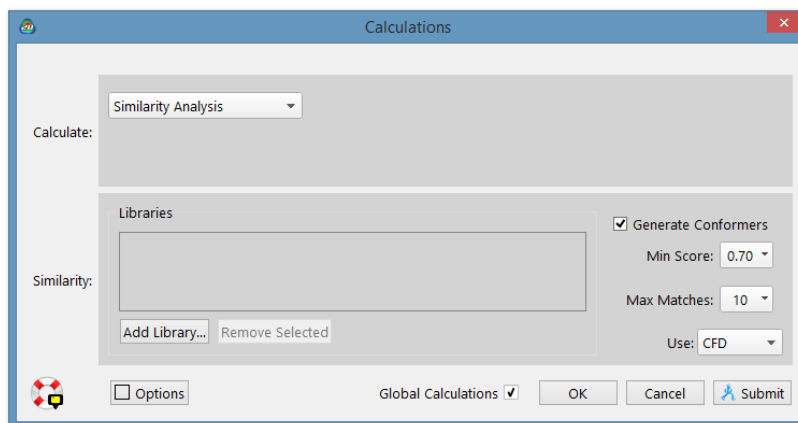 Calculations
Calculate:
Similarity Analysis
Similarity:
Libraries
Add Library...
Remove Selected
Generate Conformers
Min Score: 0.70
Max Matches: 10
Use: CFD
Options
Global Calculations
OK
Cancel
Submit